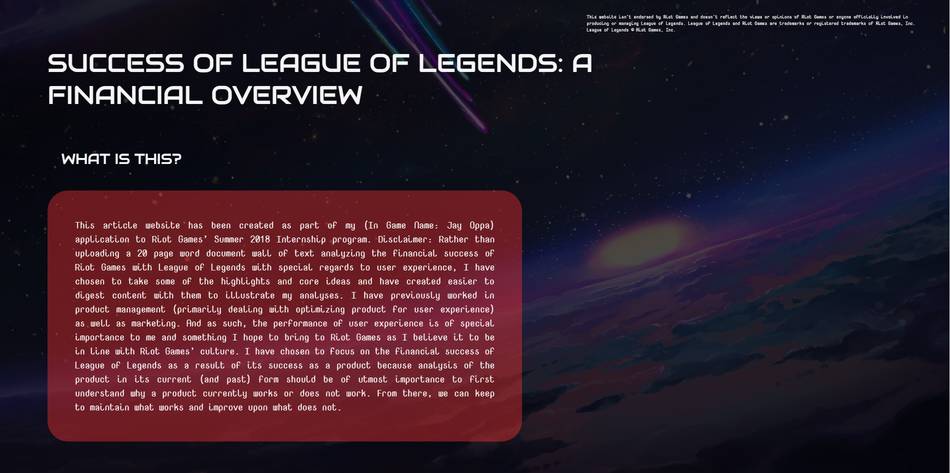 This website isn't endorsed by Riot Games and doesn't reflect the views or opinions of Riot Games or anyone officially involved in
producing or managing League of Legends. League of Legends and Riot Games are trademarks or registered trademarks of Riot Games, Inc.
League of Legends © Riot Games, Inc.
SUCCESS OF LEAGUE OF LEGENDS: A
FINANCIAL OVERVIEW
WHAT IS THIS?
This article website has been created as part of my (In Game Name: Jay Oppa)
application to Riot Games' Summer 2018 Internship program. Disclaimer: Rather than
uploading a 20 page word document wall of text analyzing the financial success of
Riot Games with League of Legends with special regards to user experience, I have
chosen to take some of the highlights and core ideas and have created easier to
digest content with them to illustrate my analyses. I have previously worked in
product management (primarily dealing with optimizing product for user experience)
as well as marketing. And as such, the performance of user experience is of special
importance to me and something I hope to bring to Riot Games as I believe it to be
in line with Riot Games' culture. I have chosen to focus on the financial success of
League of Legends as a result of its success as a product because analysis of the
product in its current (and past) form should be of utmost importance to first
understand why a product currently works or does not work. From there, we can keep
to maintain what works and improve upon what does not.